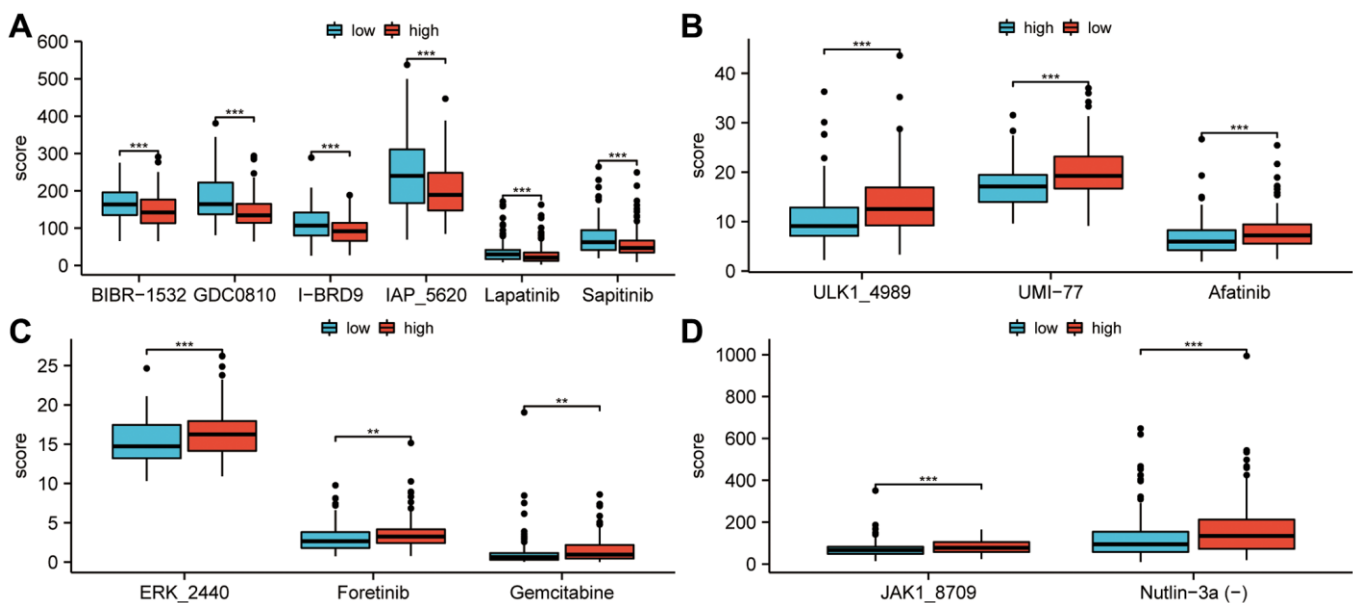 A
low high
score
600
500
400
300
200
100
0
*** *** *** *** *** ***
BIBR−1532 GDC0810 I−BRD9 IAP_5620 Lapatinib Sapitinib
B
high low
score
40
30
20
10
0
*** *** ***
ULK1_4989 UMI−77 Afatinib
C
low high
score
25
20
15
10
5
0
*** ** **
ERK_2440 Foretinib Gemcitabine
D
low high
score
1000
800
600
400
200
0
*** ***
JAK1_8709 Nutlin−3a (−)